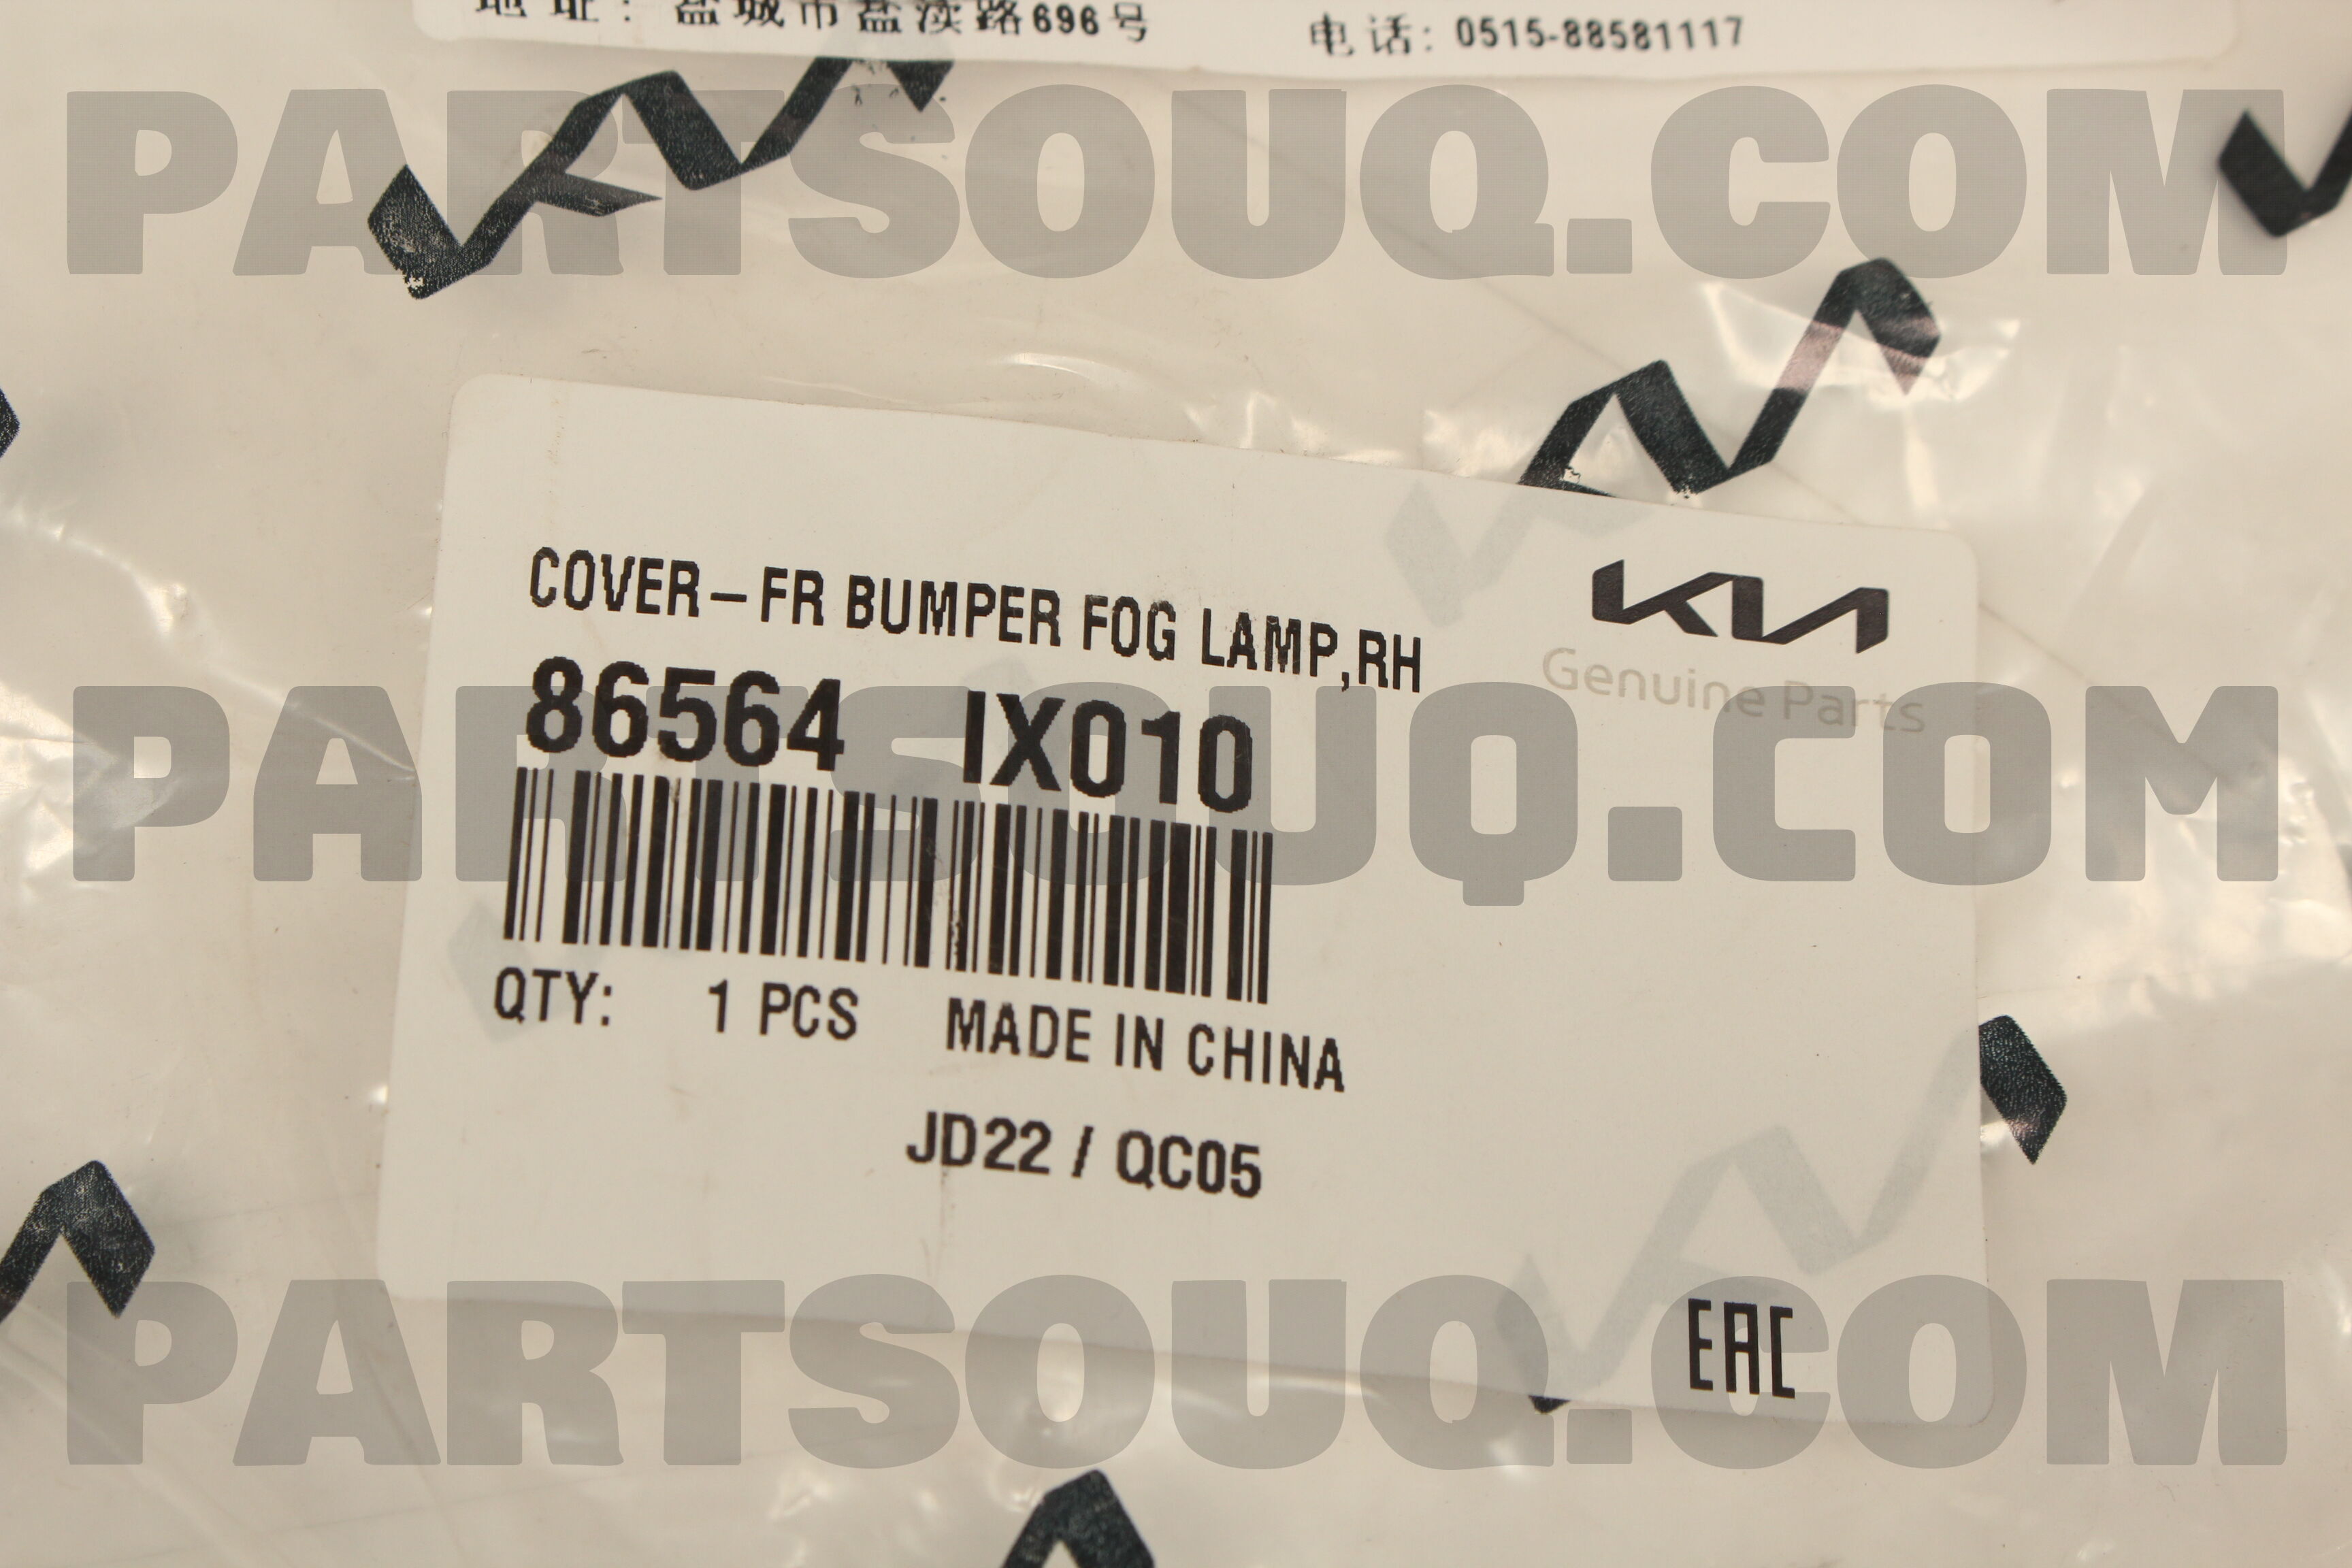 地 址: 盐城市盐渎路696号 电 话: 0515-88581117
PARTSOUQ.COM
COVER-FR BUMPER FOG LAMP,RH
KIA
Genuine Parts
86564 IX010
PARTSOUQ.COM
QTY: 1 PCS MADE IN CHINA
JD22 / QC05
EAC
PARTSOUQ.COM